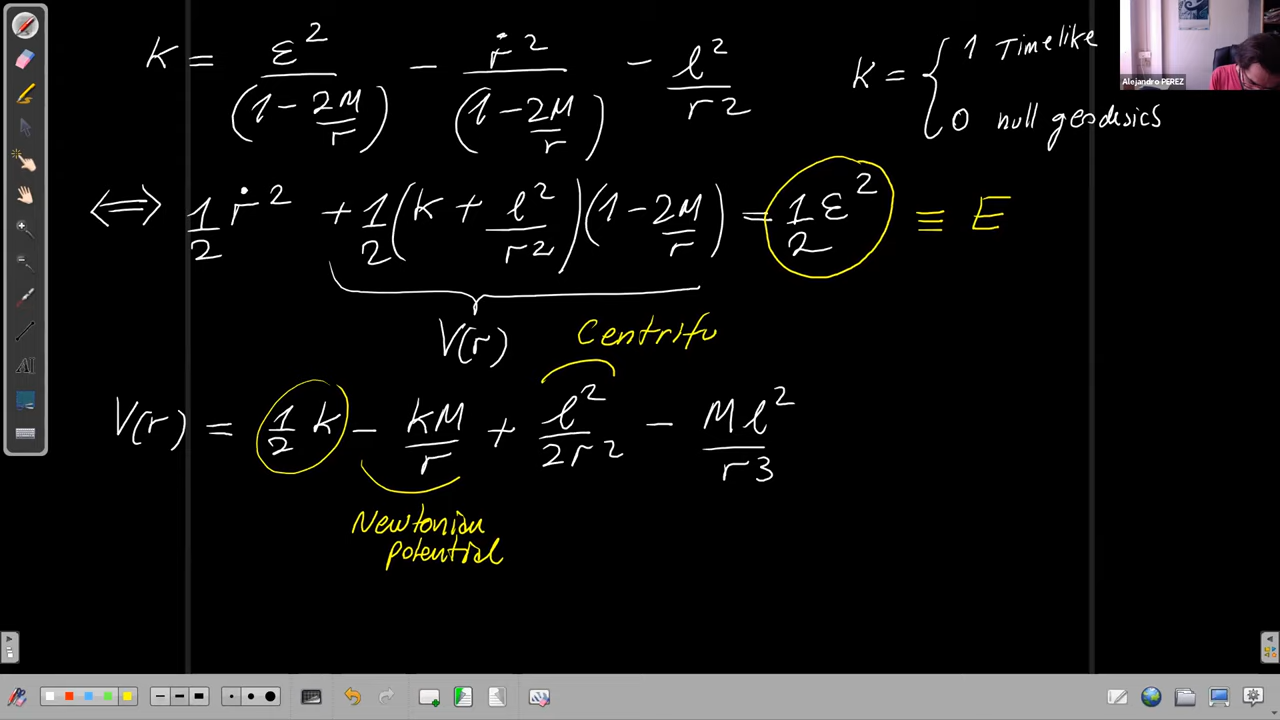 K = ε² / (1 - 2M/r) - ṙ² / (1 - 2M/r) - l² / r²
K = { 1 Timelike
0 null geodesics
Alejandro PEREZ
⟺ 1/2 ṙ² + 1/2 (K + l²/r²)(1 - 2M/r) = 1/2 ε² ≡ E
V(r)
Centrifu
V(r) = 1/2 k - kM/r + l²/2r² - Ml²/r3
Newtonian
potential